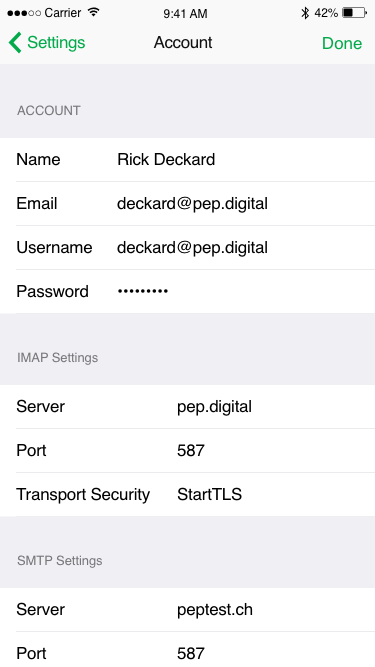 Carrier 9:41 AM 42%
Settings Account Done
ACCOUNT
Name Rick Deckard
Email deckard@pep.digital
Username deckard@pep.digital
Password •••••••••
IMAP Settings
Server pep.digital
Port 587
Transport Security StartTLS
SMTP Settings
Server peptest.ch
Port 587